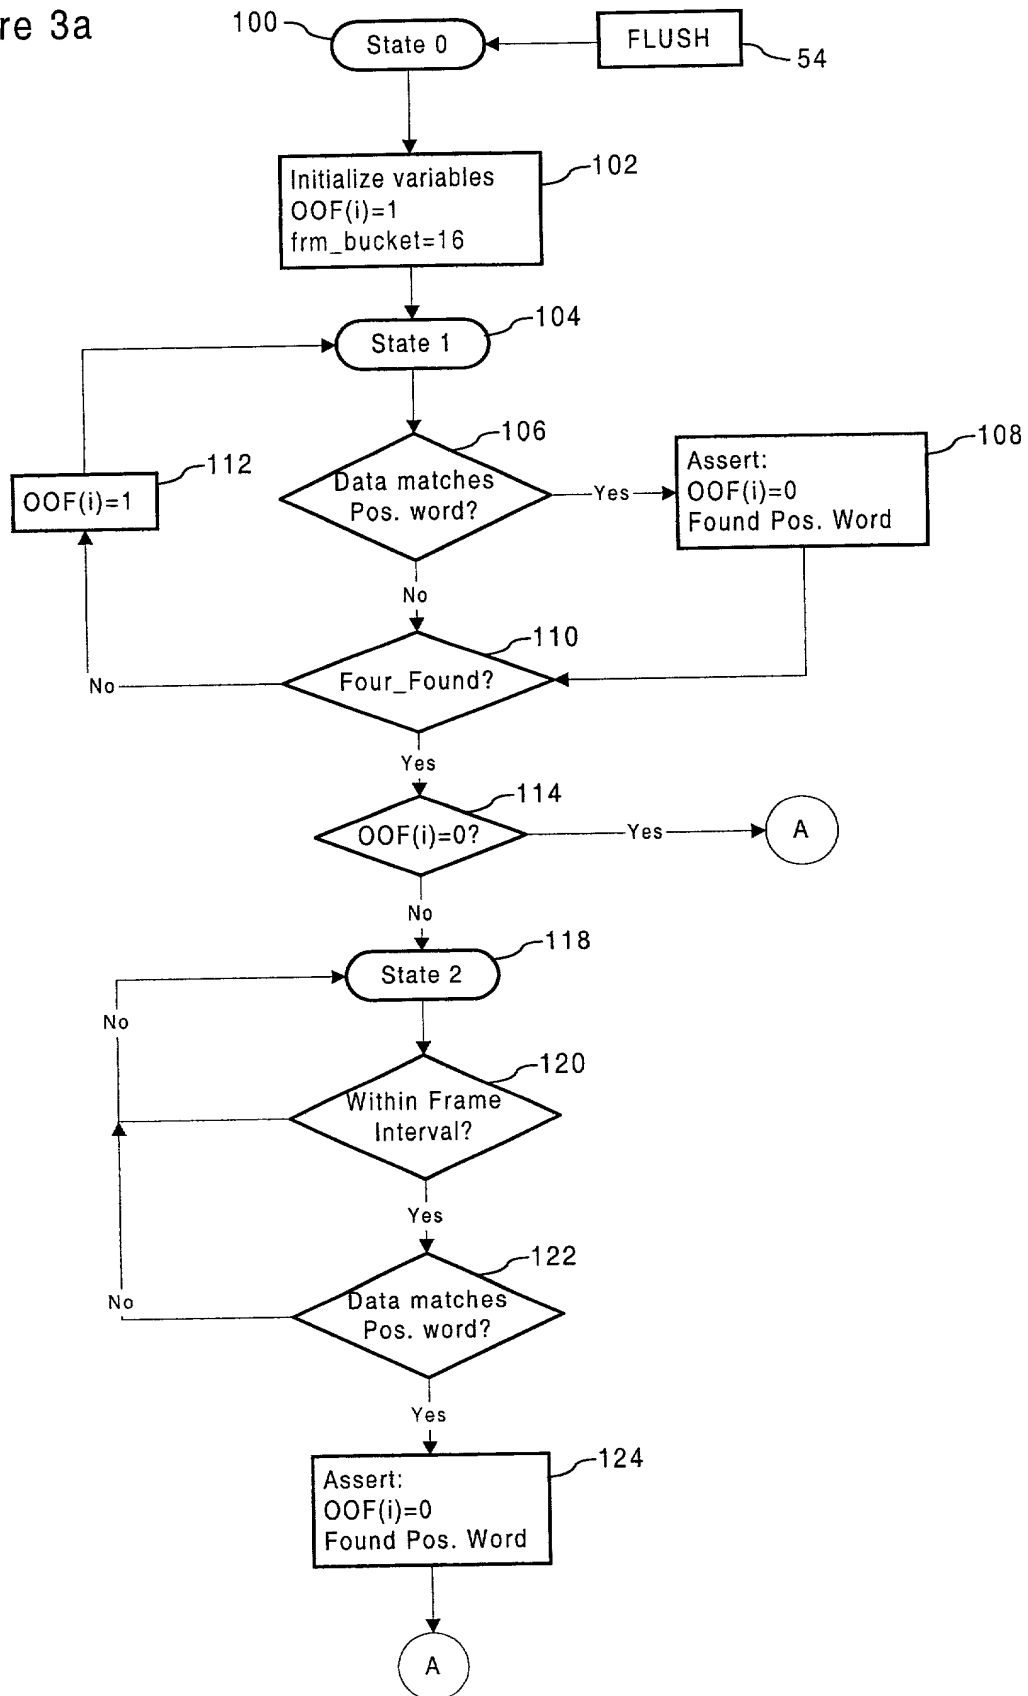 re 3a
100
State 0
FLUSH
54
102
Initialize variables
OOF(i)=1
frm_bucket=16
104
State 1
106
Data matches
Pos. word?
Yes
108
Assert:
OOF(i)=0
Found Pos. Word
112
OOF(i)=1
No
110
Four_Found?
No
Yes
114
OOF(i)=0?
Yes
A
No
118
State 2
No
120
Within Frame
Interval?
Yes
122
Data matches
Pos. word?
No
Yes
124
Assert:
OOF(i)=0
Found Pos. Word
A